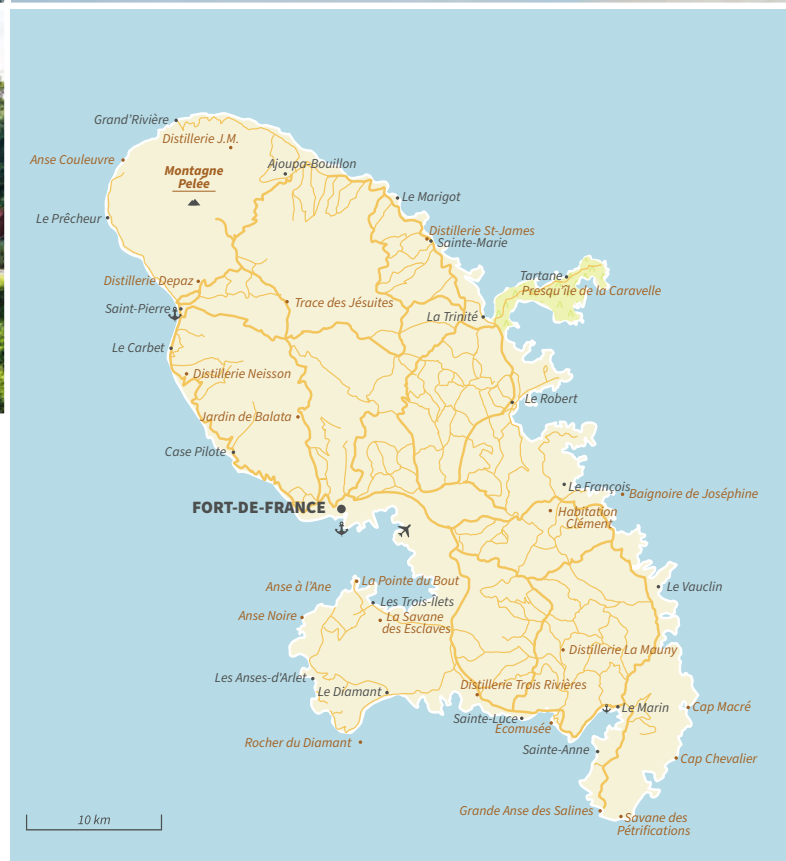 Grand'Rivière
Distillerie J.M.
Anse Couleuvre
Montagne
Pelée
Ajoupa-Bouillon
Le Marigot
Le Prêcheur
Distillerie St-James
Sainte-Marie
Tartane
Presqu'île de la Caravelle
Distillerie Depaz
Saint-Pierre
Trace des Jésuites
La Trinité
Le Carbet
Distillerie Neisson
Le Robert
Jardin de Balata
Case Pilote
Le François
Baignoire de Joséphine
FORT-DE-FRANCE
Habitation
Clément
La Pointe du Bout
Anse à l'Ane
Le Vauclin
Les Trois-Îlets
Anse Noire
La Savane
des Esclaves
Distillerie La Mauny
Les Anses-d'Arlet
Distillerie Trois Rivières
Le Diamant
Le Marin
Cap Macré
Sainte-Luce
Ecomusée
Rocher du Diamant
Sainte-Anne
Cap Chevalier
Grande Anse des Salines
Savane des
Pétrifications
10 km